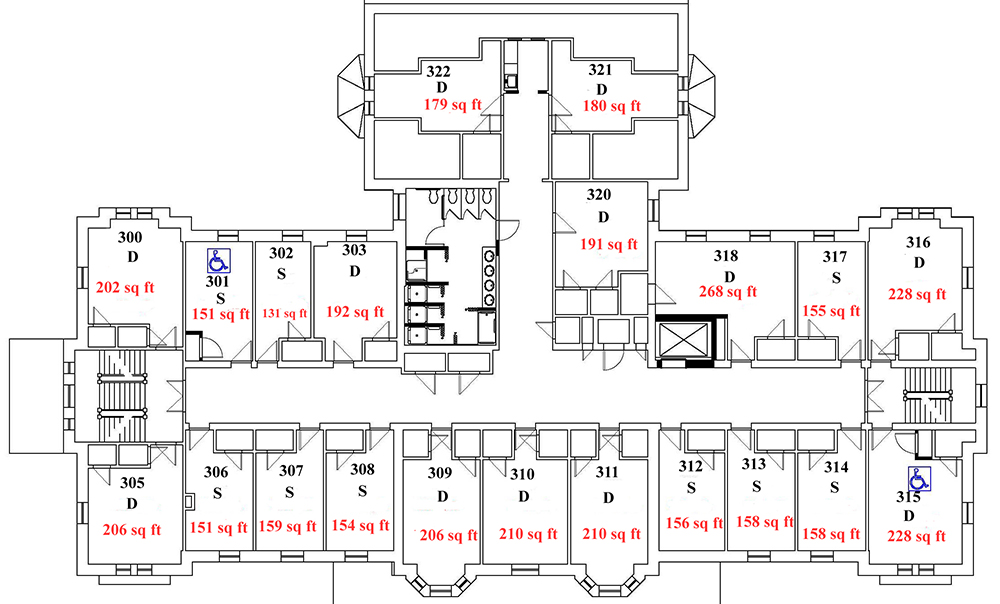 322
D
179 sq ft
321
D
180 sq ft
320
D
191 sq ft
300
D
202 sq ft
301
S
151 sq ft
302
S
131 sq ft
303
D
192 sq ft
318
D
268 sq ft
317
S
155 sq ft
316
D
228 sq ft
305
D
206 sq ft
306
S
151 sq ft
307
S
159 sq ft
308
S
154 sq ft
309
D
206 sq ft
310
D
210 sq ft
311
D
210 sq ft
312
S
156 sq ft
313
S
158 sq ft
314
S
158 sq ft
315
D
228 sq ft